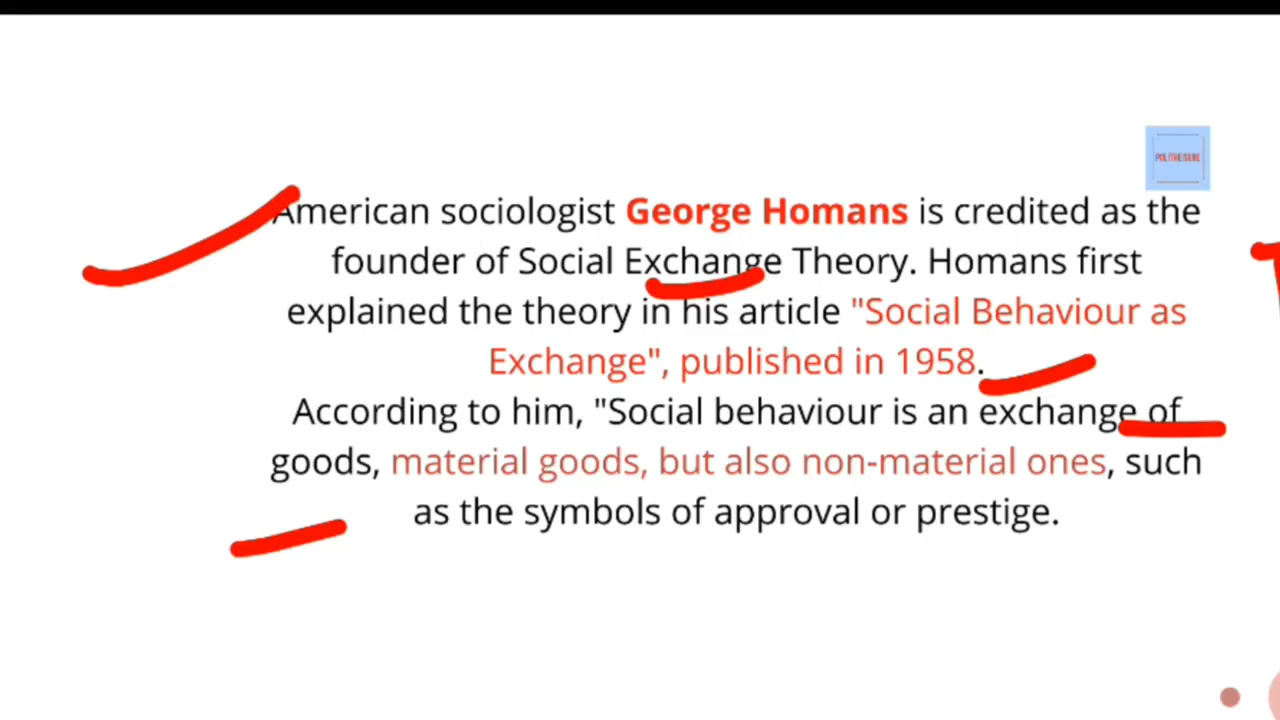 POLITHEISURE
American sociologist George Homans is credited as the
founder of Social Exchange Theory. Homans first
explained the theory in his article "Social Behaviour as
Exchange", published in 1958.
According to him, "Social behaviour is an exchange of
goods, material goods, but also non-material ones, such
as the symbols of approval or prestige.